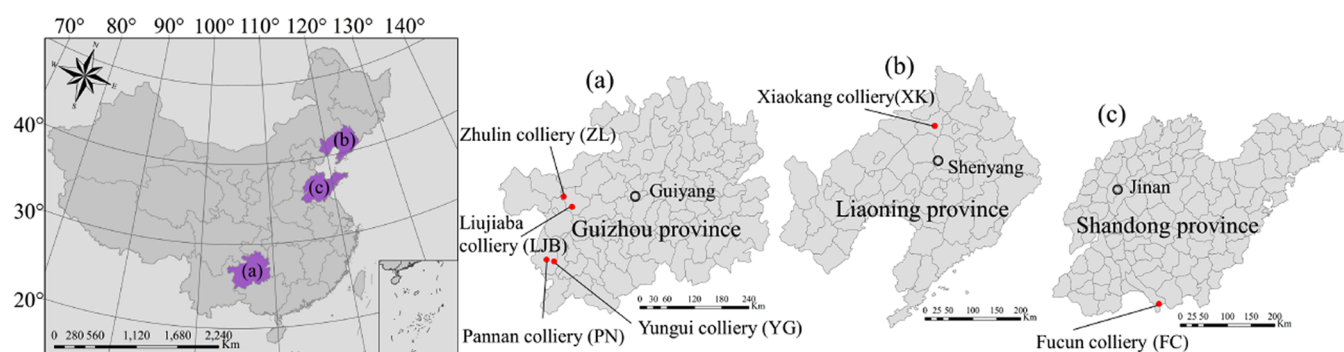 70° 80° 90° 100° 110° 120° 130° 140°
N
W
E
S
40°
30°
20°
(b)
(c)
(a)
0 280 560 1,120 1,680 2,240
Km
(a)
Zhulin colliery (ZL)
Guiyang
Liujiaba
colliery (LJB)
Guizhou province
0 30 60 120 180 240
Km
Pannan colliery (PN)
Yungui colliery (YG)
(b)
Xiaokang colliery(XK)
Shenyang
Liaoning province
0 25 50 100 150 200
Km
(c)
Jinan
Shandong province
0 25 50 100 150 200
Km
Fucun colliery (FC)